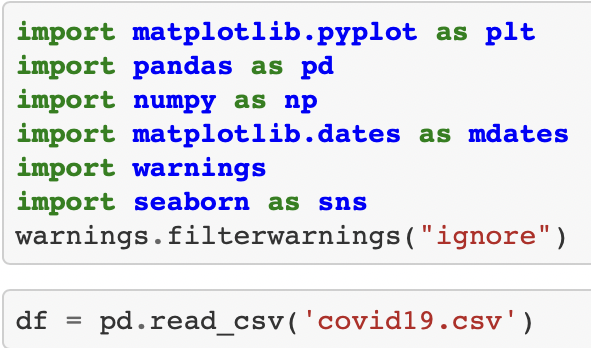 import matplotlib.pyplot as plt
import pandas as pd
import numpy as np
import matplotlib.dates as mdates
import warnings
import seaborn as sns
warnings.filterwarnings("ignore")
df = pd.read_csv('covid19.csv')